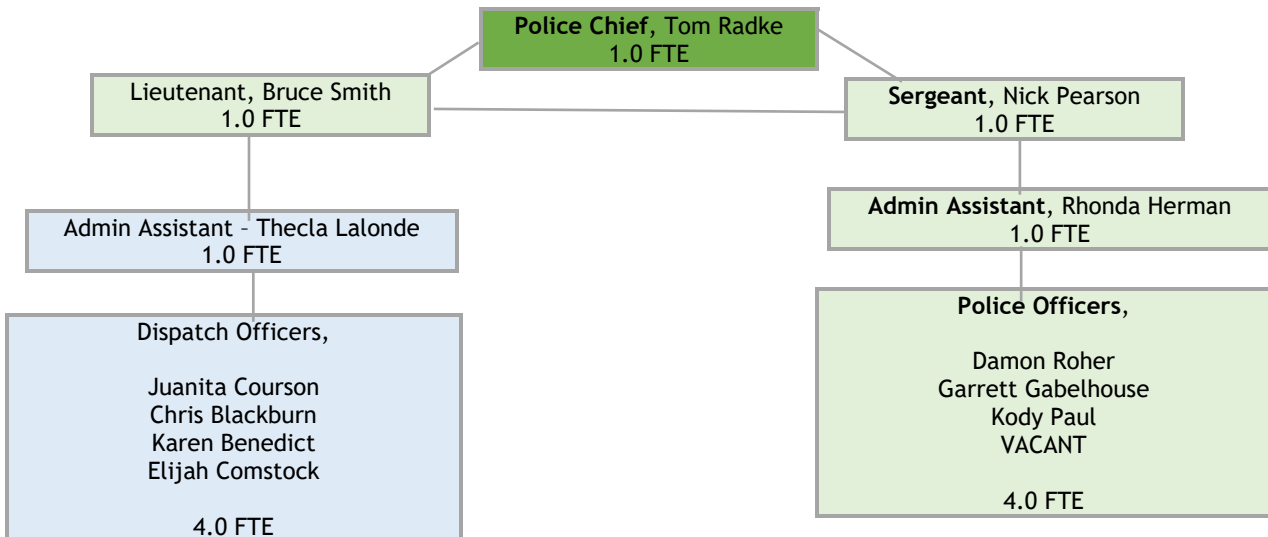 Police Chief, Tom Radke
1.0 FTE
Lieutenant, Bruce Smith
1.0 FTE
Sergeant, Nick Pearson
1.0 FTE
Admin Assistant – Thecla Lalonde
1.0 FTE
Admin Assistant, Rhonda Herman
1.0 FTE
Dispatch Officers,
Juanita Courson
Chris Blackburn
Karen Benedict
Elijah Comstock
4.0 FTE
Police Officers,
Damon Roher
Garrett Gabelhouse
Kody Paul
VACANT
4.0 FTE